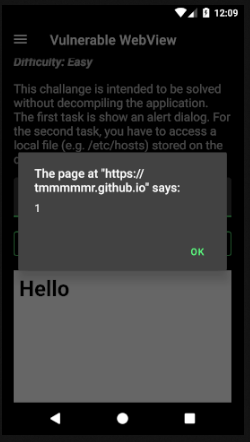 12:09
Vulnerable WebView
Difficulty: Easy
This challange is intended to be solved
without decompiling the application.
The first task is show an alert dialog. For
the second task, you have to access a
local file (e.g. /etc/hosts) stored on the
The page at "https://
tmmmmmr.github.io" says:
1
OK
Hello